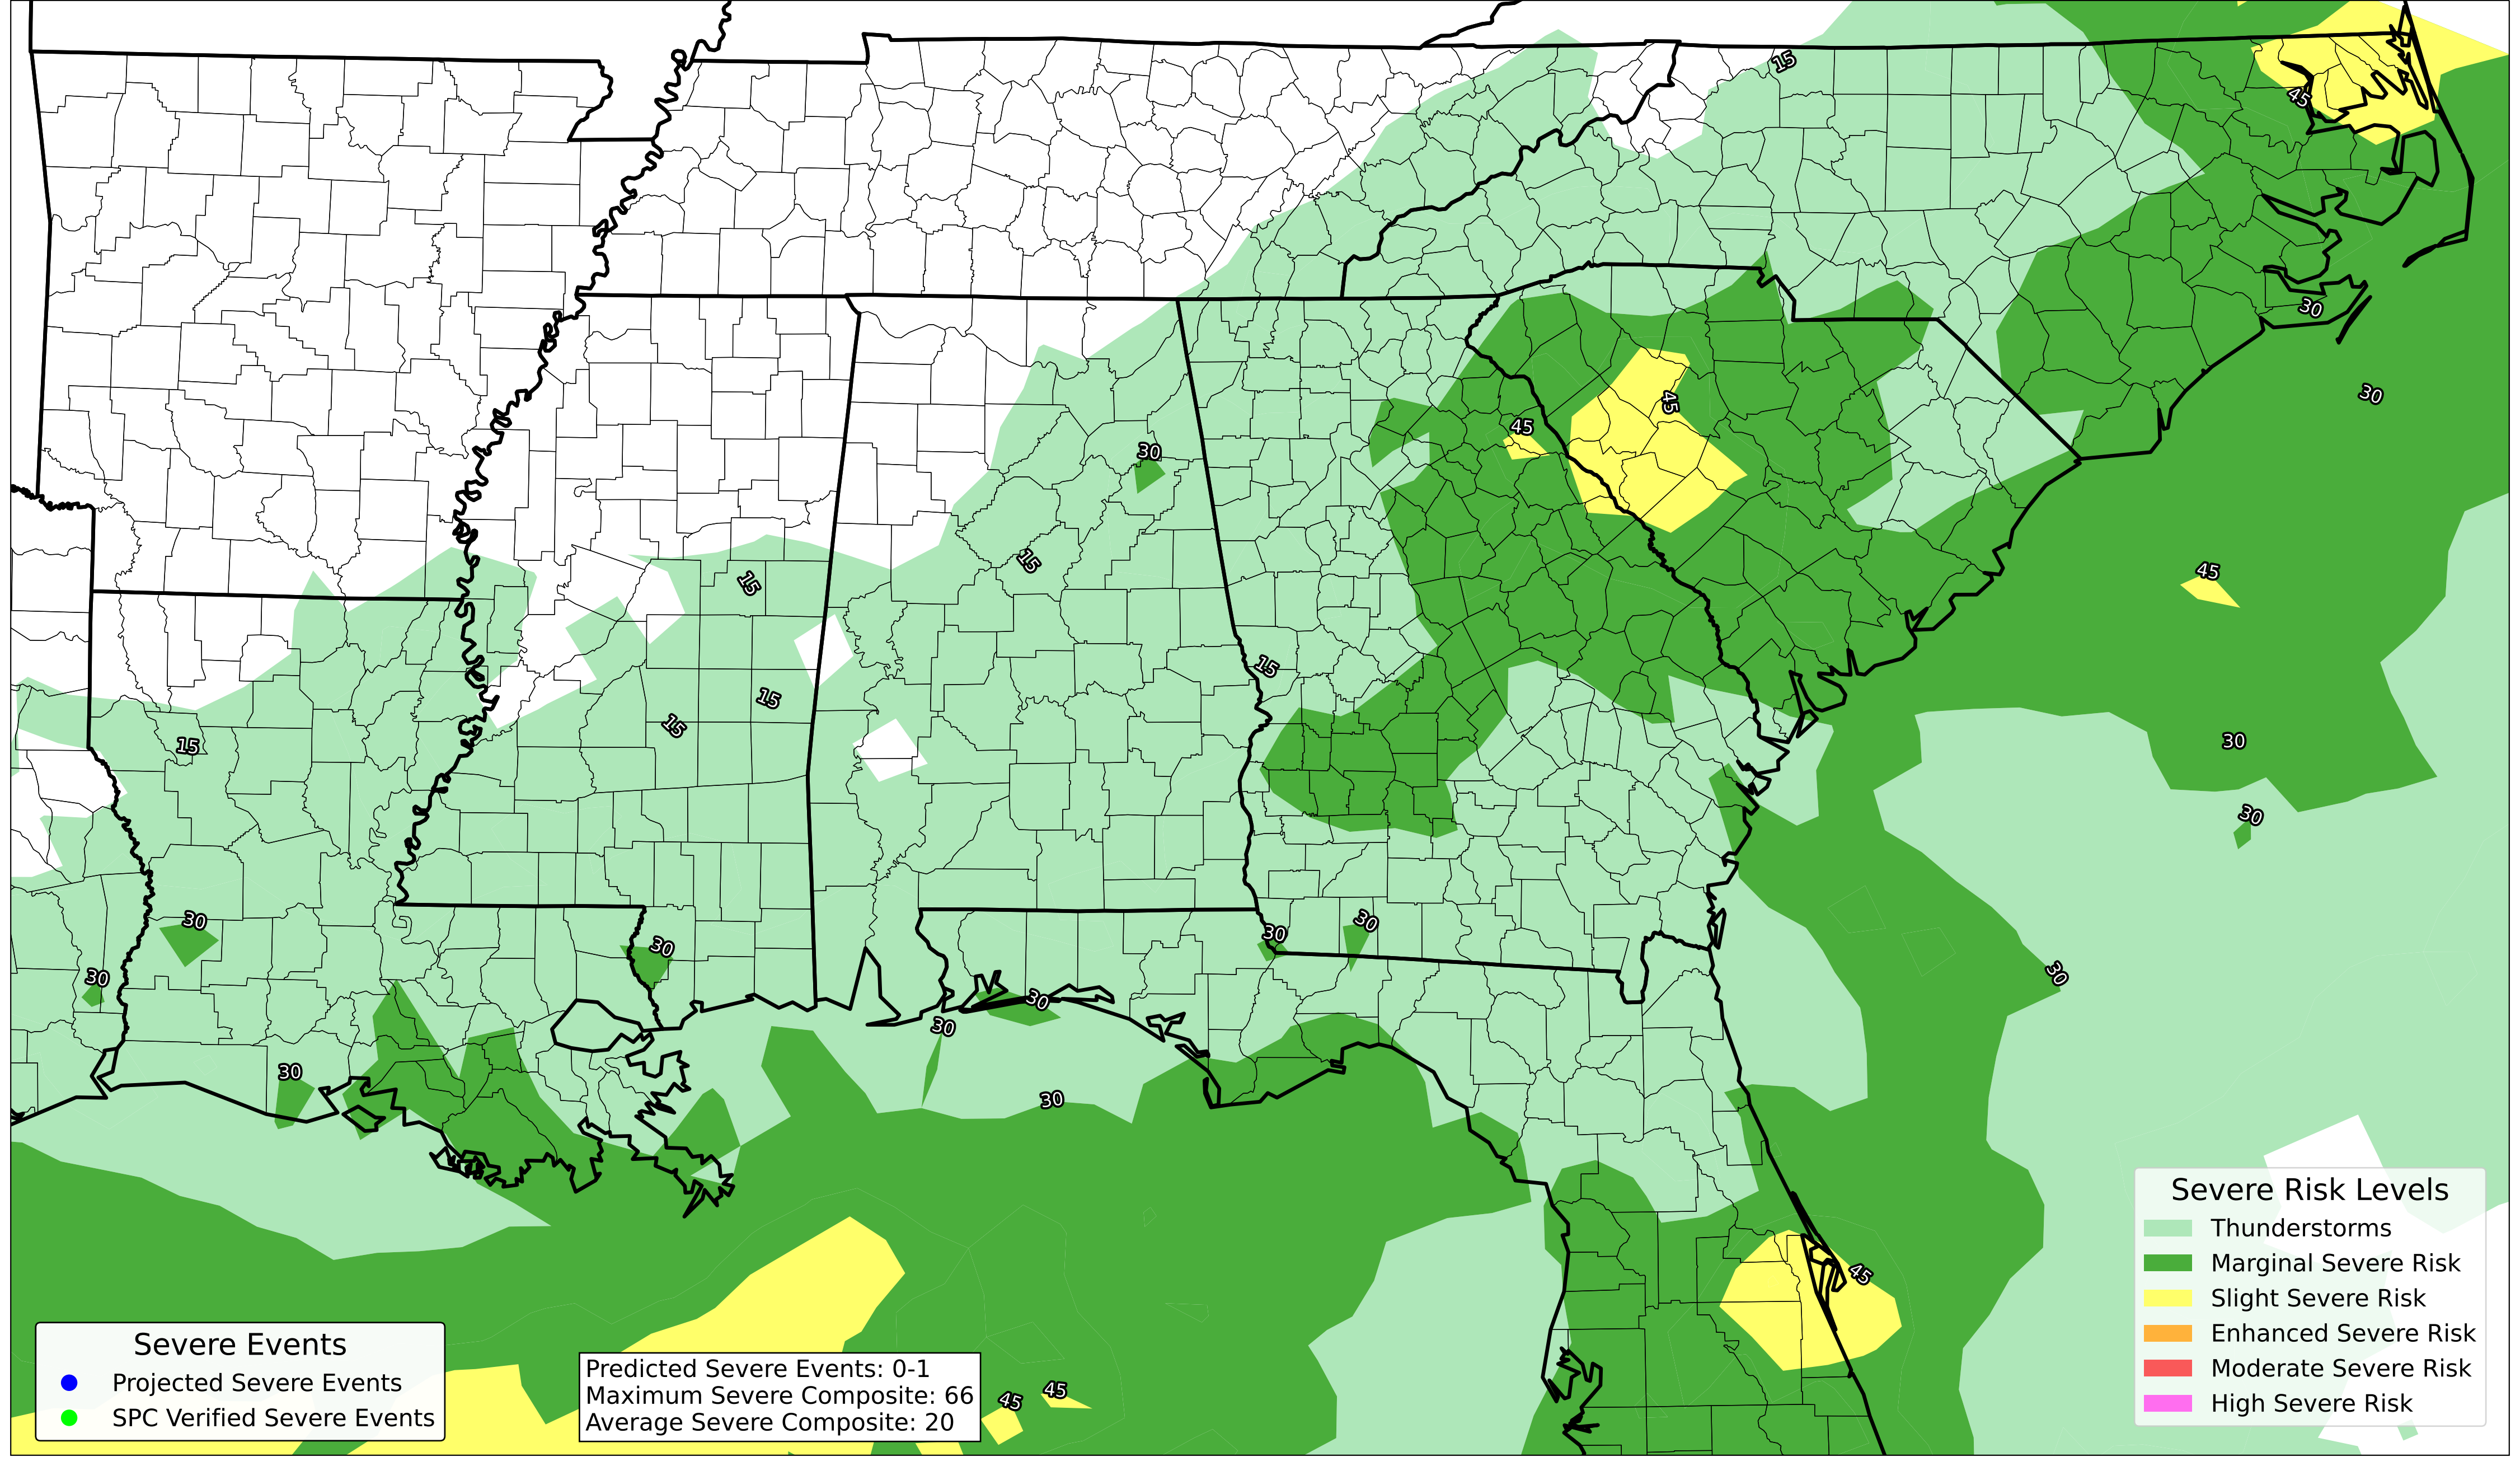 15
45
30
30
45
45
30
15
15
45
15
15
15
15
30
30
30
30
30
30
30
30
30
30
30
30
45
45
45
Severe Events
Projected Severe Events
SPC Verified Severe Events
Predicted Severe Events: 0-1
Maximum Severe Composite: 66
Average Severe Composite: 20
Severe Risk Levels
Thunderstorms
Marginal Severe Risk
Slight Severe Risk
Enhanced Severe Risk
Moderate Severe Risk
High Severe Risk